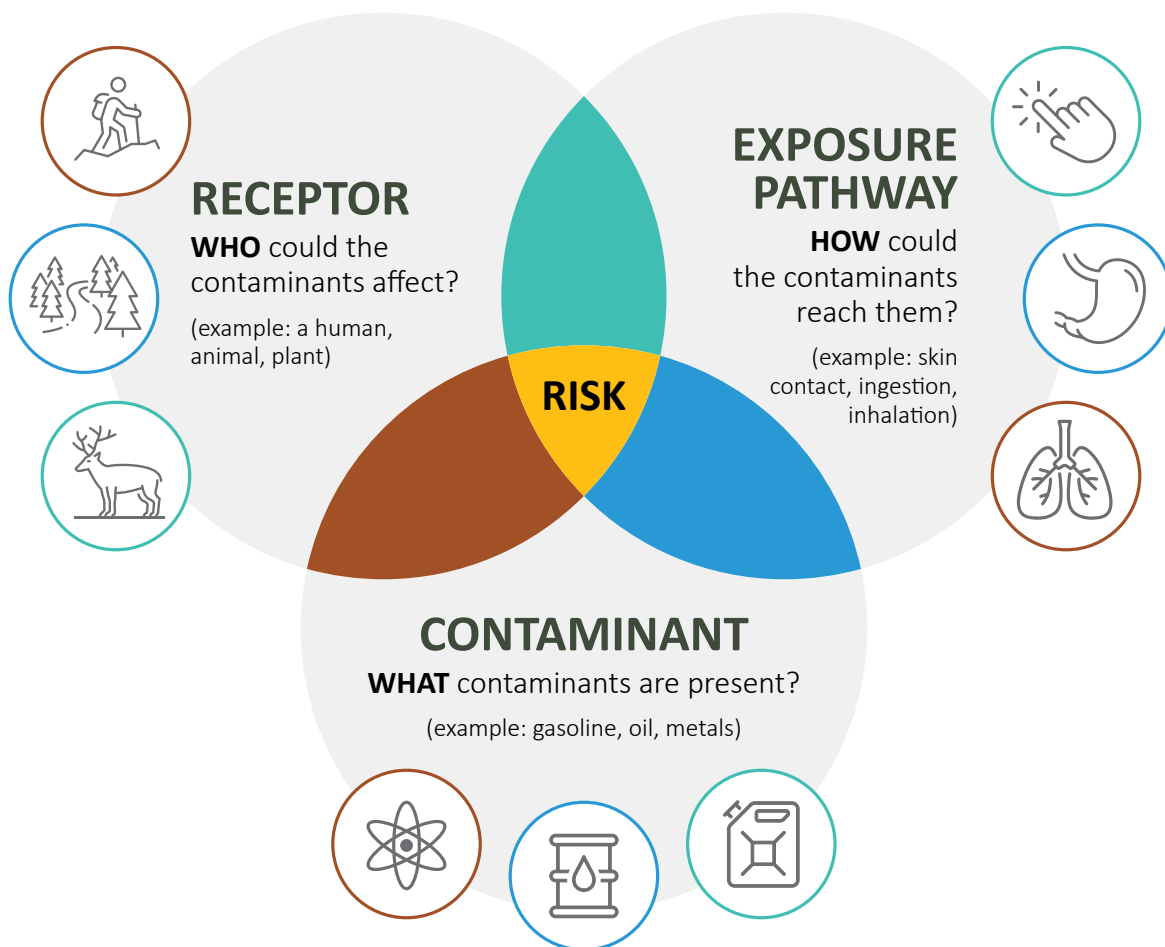 RECEPTOR
WHO could the
contaminants affect?
(example: a human,
animal, plant)
EXPOSURE
PATHWAY
HOW could
the contaminants
reach them?
(example: skin
contact, ingestion,
inhalation)
RISK
CONTAMINANT
WHAT contaminants are present?
(example: gasoline, oil, metals)